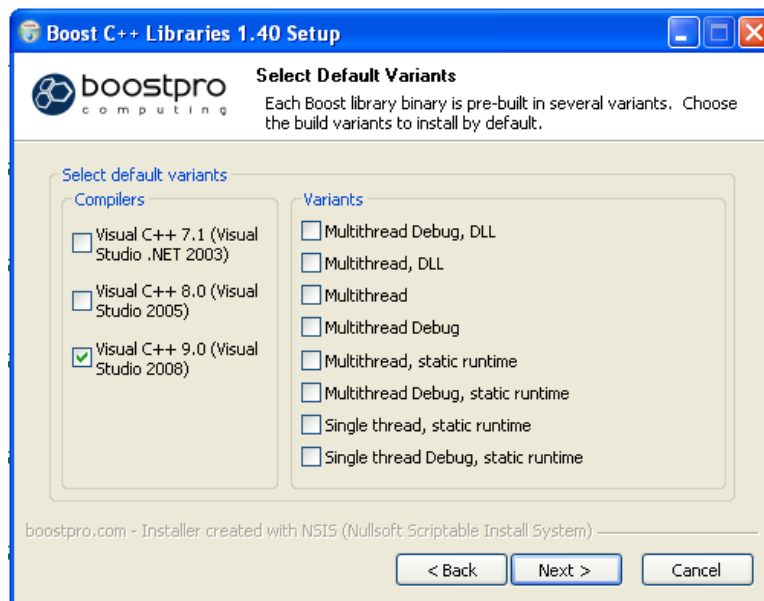 Boost C++ Libraries 1.40 Setup
boostpro
computing
Select Default Variants
Each Boost library binary is pre-built in several variants. Choose
the build variants to install by default.
Select default variants
Compilers
Visual C++ 7.1 (Visual
Studio .NET 2003)
Visual C++ 8.0 (Visual
Studio 2005)
Visual C++ 9.0 (Visual
Studio 2008)
Variants
Multithread Debug, DLL
Multithread, DLL
Multithread
Multithread Debug
Multithread, static runtime
Multithread Debug, static runtime
Single thread, static runtime
Single thread Debug, static runtime
boostpro.com - Installer created with NSIS (Nullsoft Scriptable Install System)
< Back
Next >
Cancel